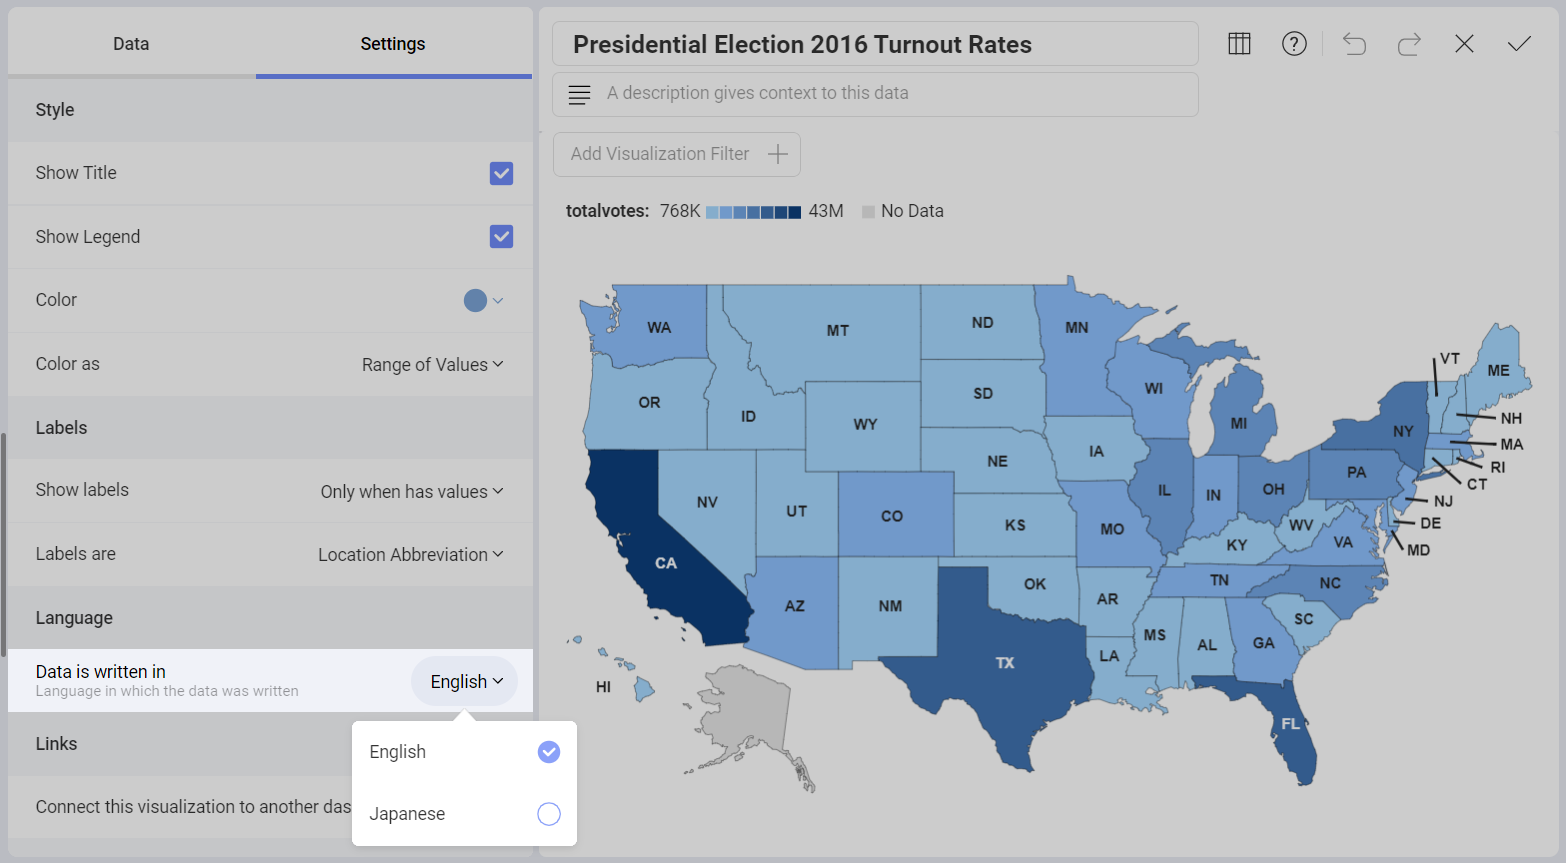 Data
Settings
Style
Show Title
Show Legend
Color
Color as
Range of Values
Labels
Show labels
Only when has values
Labels are
Location Abbreviation
Language
Data is written in
Language in which the data was written
English
English
Japanese
Links
Connect this visualization to another das
Presidential Election 2016 Turnout Rates
?
A description gives context to this data
Add Visualization Filter
totalvotes: 768K 43M No Data
WA
MT
ND
MN
VT
ME
OR
ID
WY
SD
WI
MI
NY
NH
MA
RI
CT
NJ
DE
MD
NV
UT
CO
NE
IA
IL
IN
OH
PA
KS
MO
KY
WV
VA
CA
AZ
NM
OK
AR
TN
NC
SC
TX
LA
MS
AL
GA
FL
HI